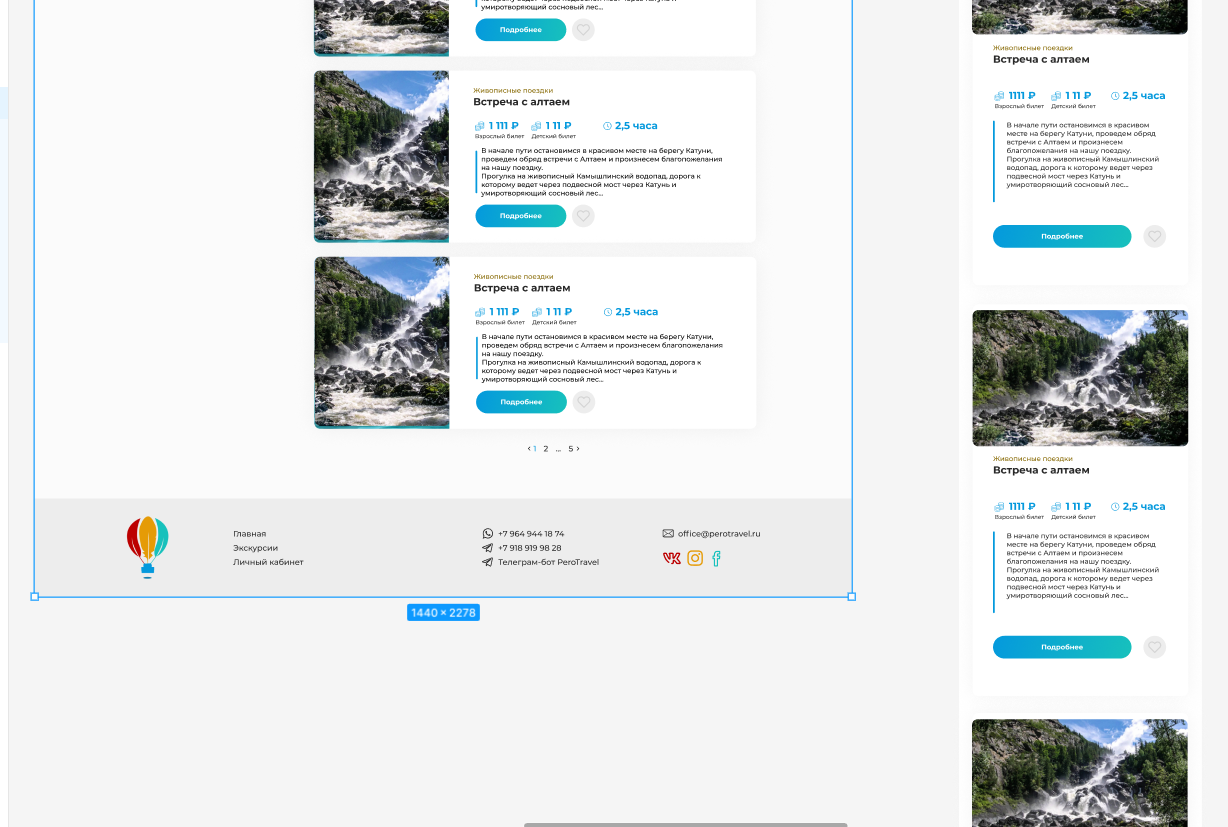 умиротворяющий сосновый лес...
Подробнее
Живописные поездки
Встреча с алтаем
1 111 ₽
1 11 ₽
2,5 часа
Взрослый билет
Детский билет
В начале пути остановимся в красивом месте на берегу Катуни,
проведем обряд встречи с Алтаем и произнесем благопожелания
на нашу поездку.
Прогулка на живописный Камышлинский водопад, дорога к
которому ведет через подвесной мост через Катунь и
умиротворяющий сосновый лес...
Подробнее
Живописные поездки
Встреча с алтаем
1 111 ₽
1 11 ₽
2,5 часа
Взрослый билет
Детский билет
В начале пути остановимся в красивом месте на берегу Катуни,
проведем обряд встречи с Алтаем и произнесем благопожелания
на нашу поездку.
Прогулка на живописный Камышлинский водопад, дорога к
которому ведет через подвесной мост через Катунь и
умиротворяющий сосновый лес...
Подробнее
‹ 1 2 ... 5 ›
Главная
Экскурсии
Личный кабинет
+7 964 944 18 74
+7 918 919 98 28
Телеграм-бот PeroTravel
office@perotravel.ru
1440 × 2278
Живописные поездки
Встреча с алтаем
1111 ₽
1 11 ₽
2,5 часа
Взрослый билет
Детский билет
В начале пути остановимся в красивом
месте на берегу Катуни, проведем обряд
встречи с Алтаем и произнесем
благопожелания на нашу поездку.
Прогулка на живописный Камышлинский
водопад, дорога к которому ведет через
подвесной мост через Катунь и
умиротворяющий сосновый лес...
Подробнее
Живописные поездки
Встреча с алтаем
1111 ₽
1 11 ₽
2,5 часа
Взрослый билет
Детский билет
В начале пути остановимся в красивом
месте на берегу Катуни, проведем обряд
встречи с Алтаем и произнесем
благопожелания на нашу поездку.
Прогулка на живописный Камышлинский
водопад, дорога к которому ведет через
подвесной мост через Катунь и
умиротворяющий сосновый лес...
Подробнее